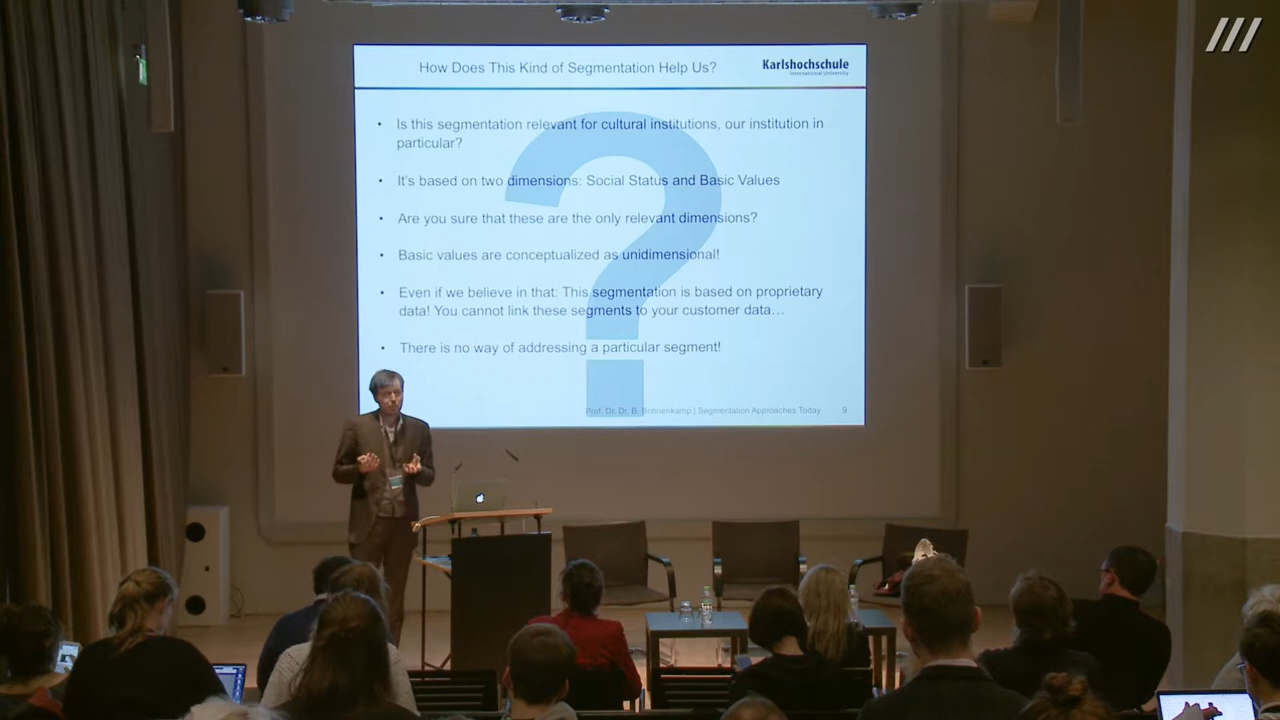 How Does This Kind of Segmentation Help Us?
Karlshochschule
International University
• Is this segmentation relevant for cultural institutions, our institution in
particular?
• It's based on two dimensions: Social Status and Basic Values
• Are you sure that these are the only relevant dimensions?
• Basic values are conceptualized as unidimensional!
• Even if we believe in that: This segmentation is based on proprietary
data! You cannot link these segments to your customer data…
• There is no way of addressing a particular segment!
Prof. Dr. Dr. B. Bohnenkamp | Segmentation Approaches Today 9